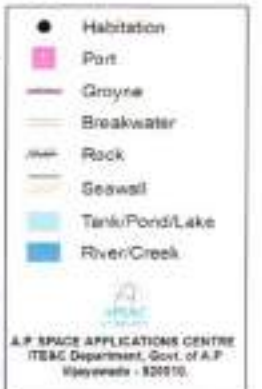 Habitation
Port
Groyne
Breakwater
Rock
Seawall
Tank/Pond/Lake
River/Creek
A.P SPACE APPLICATIONS CENTRE
ITE&C Department, Govt. of A.P
Vijayawada - 520010.